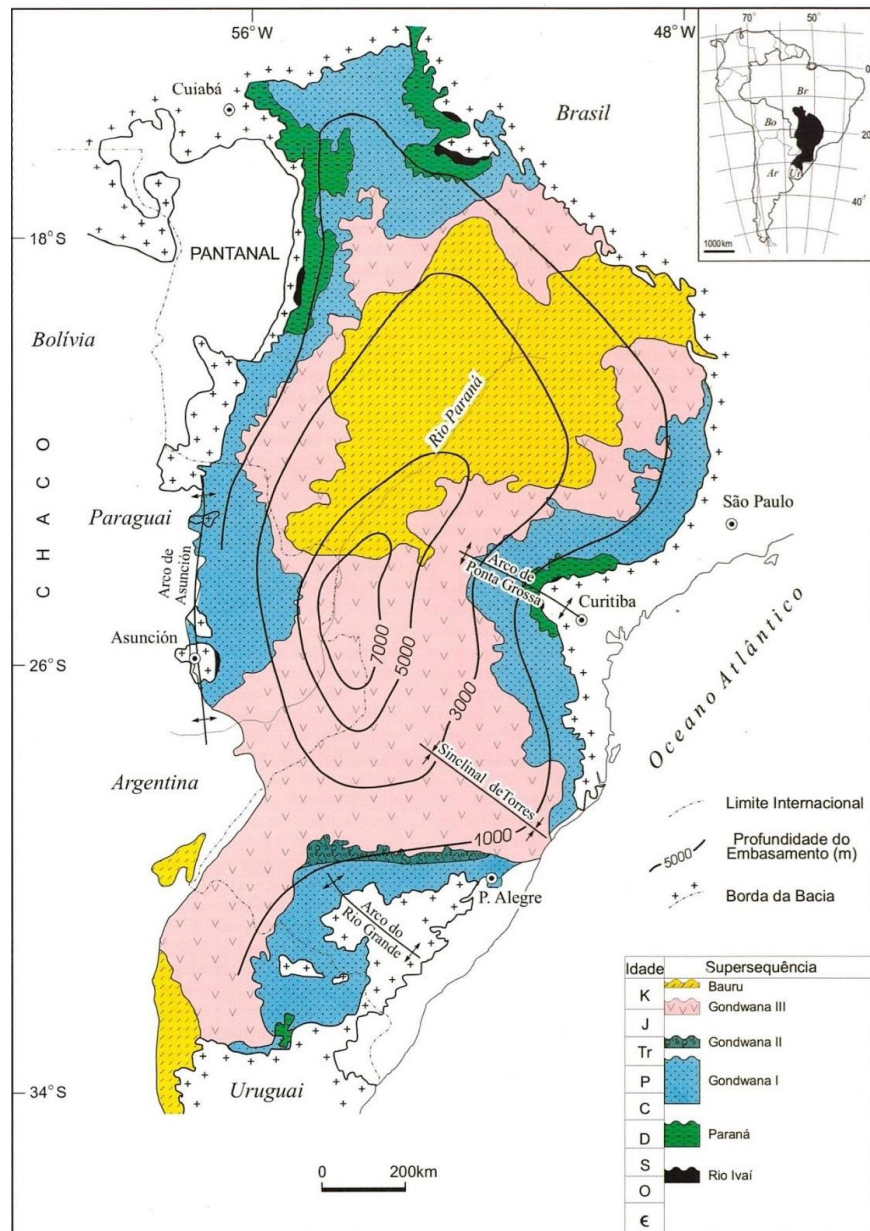 56°W
48°W
70°
50°
0°
20°
40°
Br
Bo
Ar
Ur
1000km
Cuiabá
Brasil
18°S
PANTANAL
Bolívia
Rio Paraná
CHACO
Paraguai
Arco de
Asunción
Asunción
São Paulo
Arco de
Ponta Grossa
Curitiba
26°S
7000
5000
3000
Oceano Atlântico
Argentina
Sinclinal de Torres
1000
P. Alegre
Arco do
Rio Grande
34°S
Uruguai
0 200km
Limite Internacional
5000
Profundidade do
Embasamento (m)
Borda da Bacia
Idade Supersequência
K Bauru
Gondwana III
J
Tr Gondwana II
P Gondwana I
C
D Paraná
S
O Rio Ivaí
Є